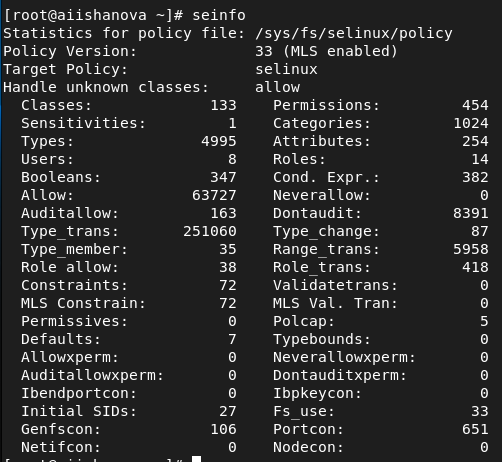 [root@aiishanova ~]# seinfo
Statistics for policy file: /sys/fs/selinux/policy
Policy Version:             33 (MLS enabled)
Target Policy:              selinux
Handle unknown classes:     allow
  Classes:             133    Permissions:         454
  Sensitivities:         1    Categories:         1024
  Types:              4995    Attributes:          254
  Users:                 8    Roles:                14
  Booleans:            347    Cond. Expr.:         382
  Allow:             63727    Neverallow:            0
  Auditallow:          163    Dontaudit:          8391
  Type_trans:       251060    Type_change:          87
  Type_member:          35    Range_trans:        5958
  Role allow:           38    Role_trans:          418
  Constraints:          72    Validatetrans:         0
  MLS Constrain:        72    MLS Val. Tran:         0
  Permissives:           0    Polcap:                5
  Defaults:              7    Typebounds:            0
  Allowxperm:            0    Neverallowxperm:       0
  Auditallowxperm:       0    Dontauditxperm:        0
  Ibendportcon:          0    Ibpkeycon:             0
  Initial SIDs:         27    Fs_use:               33
  Genfscon:            106    Portcon:             651
  Netifcon:              0    Nodecon:               0
[root@aiishanova ~]#